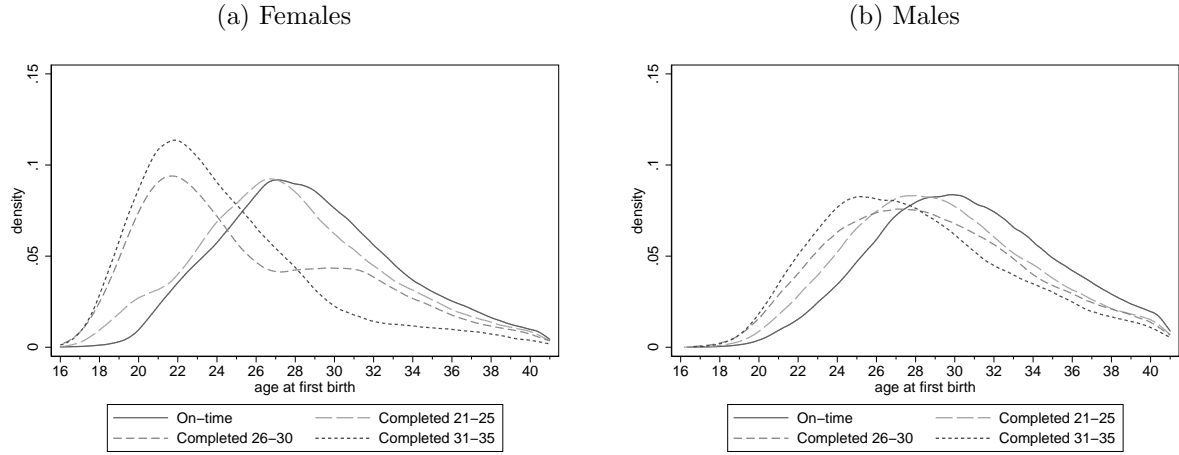 (a) Females
.15
.1
.05
0
density
16 18 20 22 24 26 28 30 32 34 36 38 40
age at first birth
On−time
Completed 21−25
Completed 26−30
Completed 31−35
(b) Males
.15
.1
.05
0
density
16 18 20 22 24 26 28 30 32 34 36 38 40
age at first birth
On−time
Completed 21−25
Completed 26−30
Completed 31−35